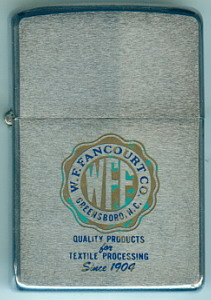 W. F. FANCOURT CO.
WFF
GREENSBORO, N.C.
QUALITY PRODUCTS
for
TEXTILE PROCESSING
Since 1904